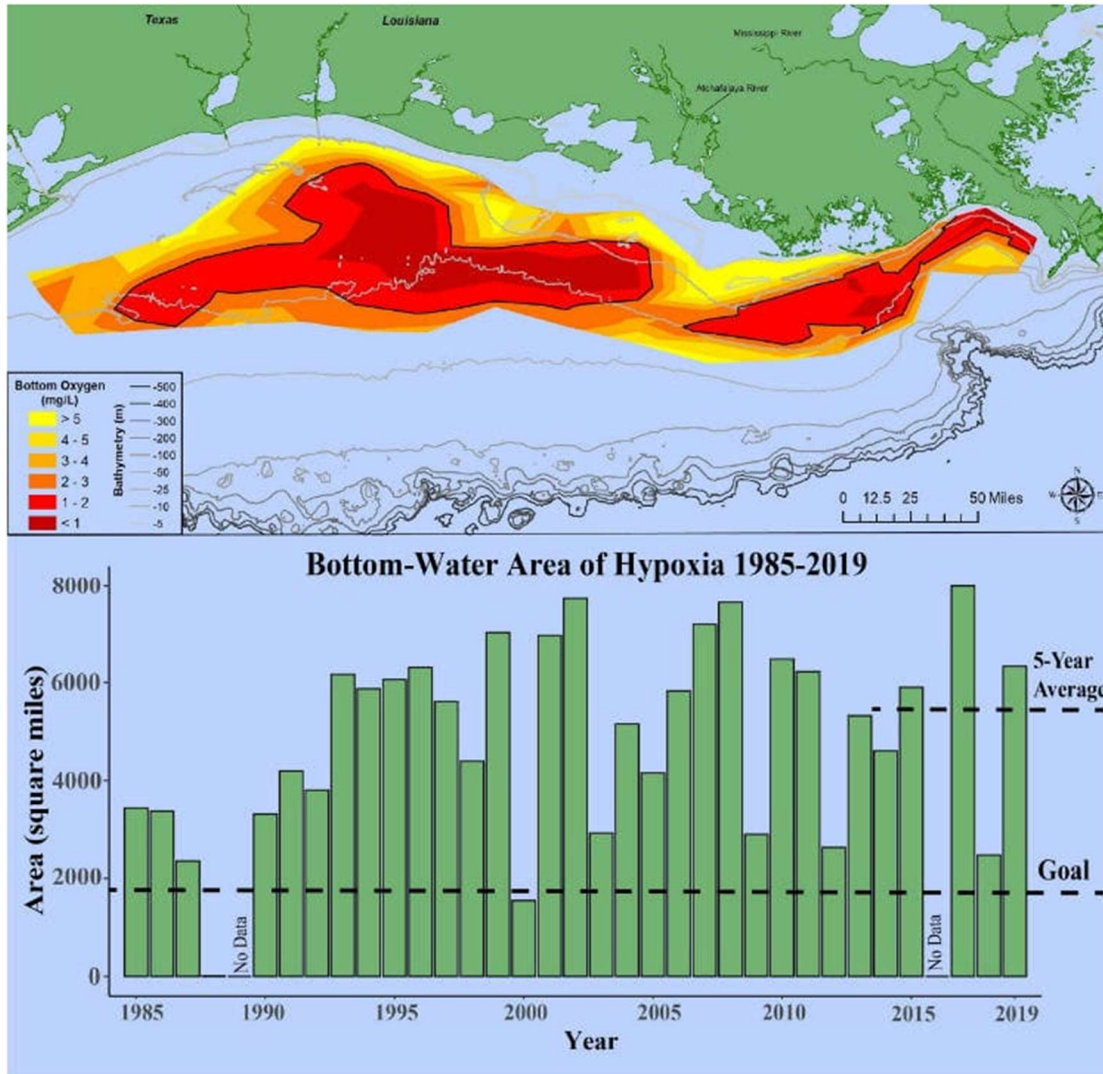 Texas
Louisiana
Mississippi River
Atchafalaya River
Bottom Oxygen
(mg/L)
> 5
4 - 5
3 - 4
2 - 3
1 - 2
< 1
Bathymetry (m)
-500
-400
-300
-200
-100
-50
-25
-10
-5
0 12.5 25 50 Miles
N
W E
S
Bottom-Water Area of Hypoxia 1985-2019
Area (square miles)
8000
6000
4000
2000
0
5-Year
Average
Goal
No Data
No Data
1985 1990 1995 2000 2005 2010 2015 2019
Year